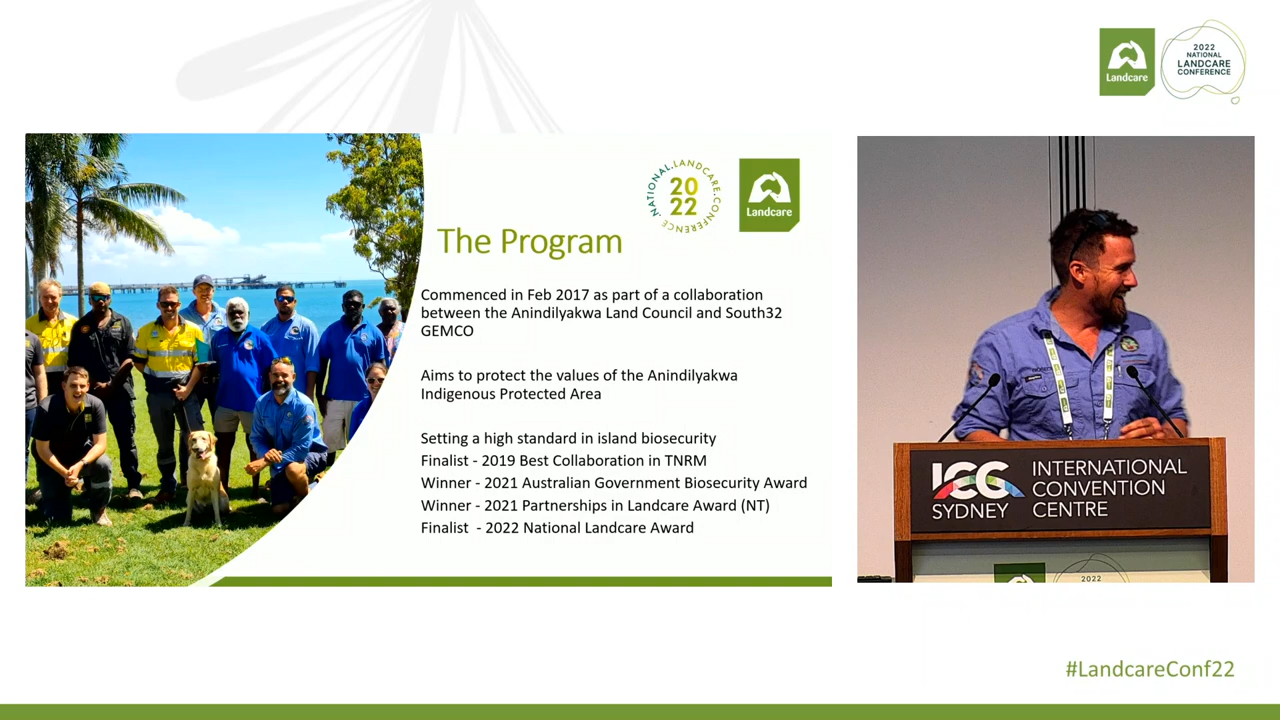 Landcare
2022
NATIONAL
LANDCARE
CONFERENCE
NATIONAL.LANDCARE.CONFERENCE
20
22
Landcare
The Program
Commenced in Feb 2017 as part of a collaboration
between the Anindilyakwa Land Council and South32
GEMCO
Aims to protect the values of the Anindilyakwa
Indigenous Protected Area
Setting a high standard in island biosecurity
Finalist - 2019 Best Collaboration in TNRM
Winner - 2021 Australian Government Biosecurity Award
Winner - 2021 Partnerships in Landcare Award (NT)
Finalist - 2022 National Landcare Award
ICC
SYDNEY
INTERNATIONAL
CONVENTION
CENTRE
2022
#LandcareConf22